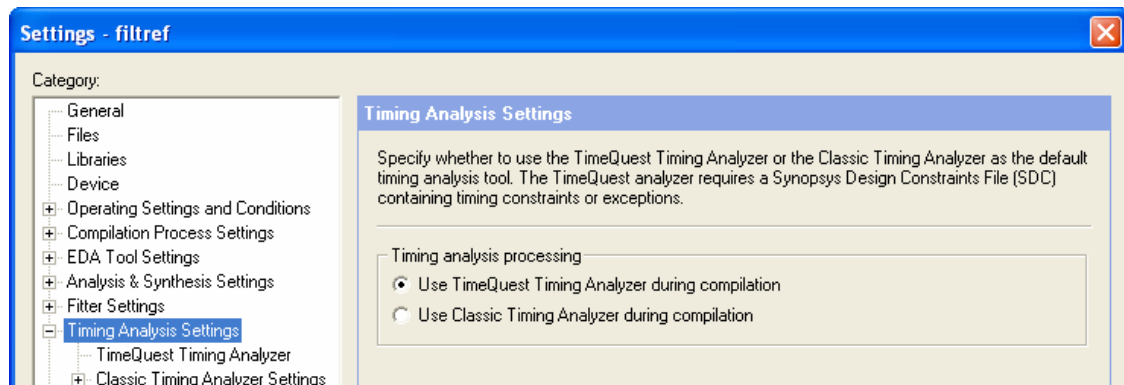 Settings - filtref
Category:
General
Files
Libraries
Device
Operating Settings and Conditions
Compilation Process Settings
EDA Tool Settings
Analysis & Synthesis Settings
Fitter Settings
Timing Analysis Settings
TimeQuest Timing Analyzer
Classic Timing Analyzer Settings
Timing Analysis Settings
Specify whether to use the TimeQuest Timing Analyzer or the Classic Timing Analyzer as the default
timing analysis tool. The TimeQuest analyzer requires a Synopsys Design Constraints File (SDC)
containing timing constraints or exceptions.
Timing analysis processing
Use TimeQuest Timing Analyzer during compilation
Use Classic Timing Analyzer during compilation